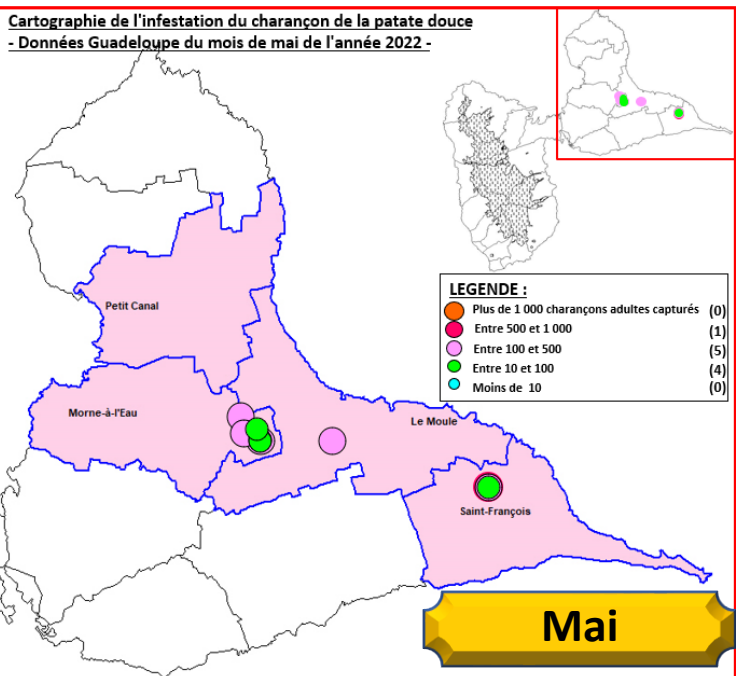 Cartographie de l'infestation du charançon de la patate douce
- Données Guadeloupe du mois de mai de l'année 2022 -
Petit Canal
Morne-à-l'Eau
Le Moule
Saint-François
LEGENDE :
Plus de 1 000 charançons adultes capturés (0)
Entre 500 et 1 000 (1)
Entre 100 et 500 (5)
Entre 10 et 100 (4)
Moins de 10 (0)
Mai